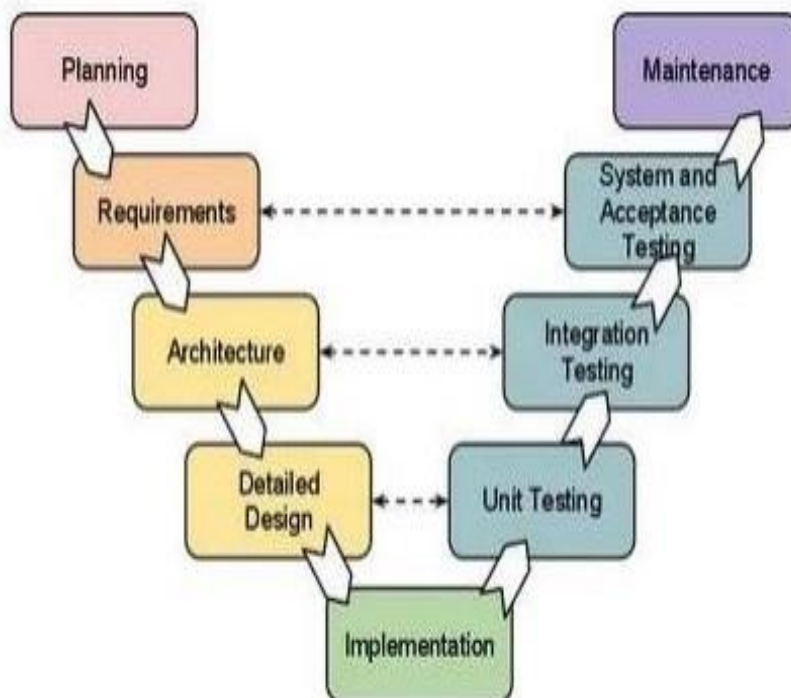 Planning
Maintenance
Requirements
System and
Acceptance
Testing
Architecture
Integration
Testing
Detailed
Design
Unit Testing
Implementation